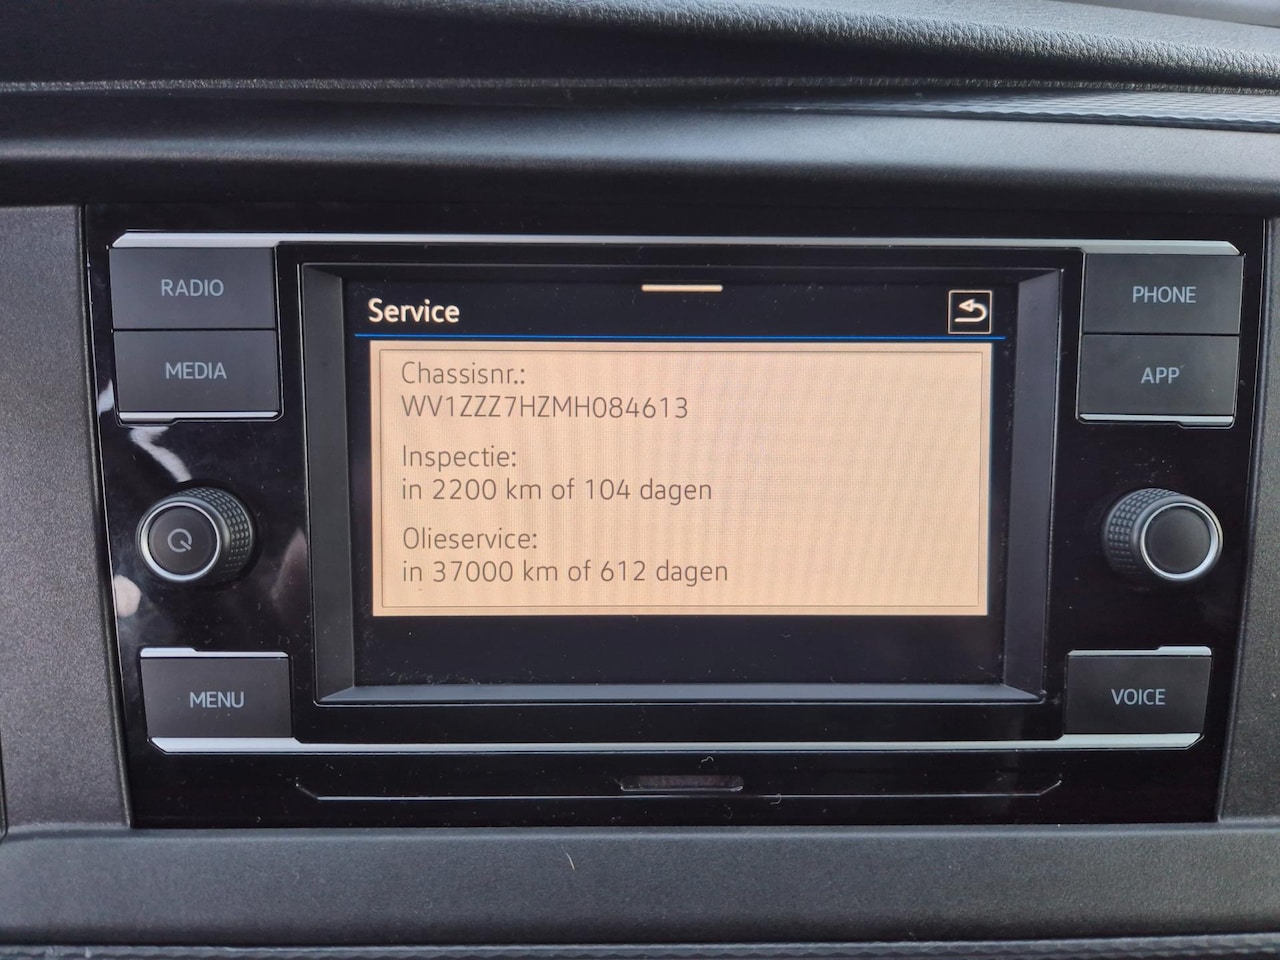 RADIO
MEDIA
MENU
Service
Chassisnr.:
WV1ZZZ7HZMH084613
Inspectie:
in 2200 km of 104 dagen
Olieservice:
in 37000 km of 612 dagen
PHONE
APP
VOICE